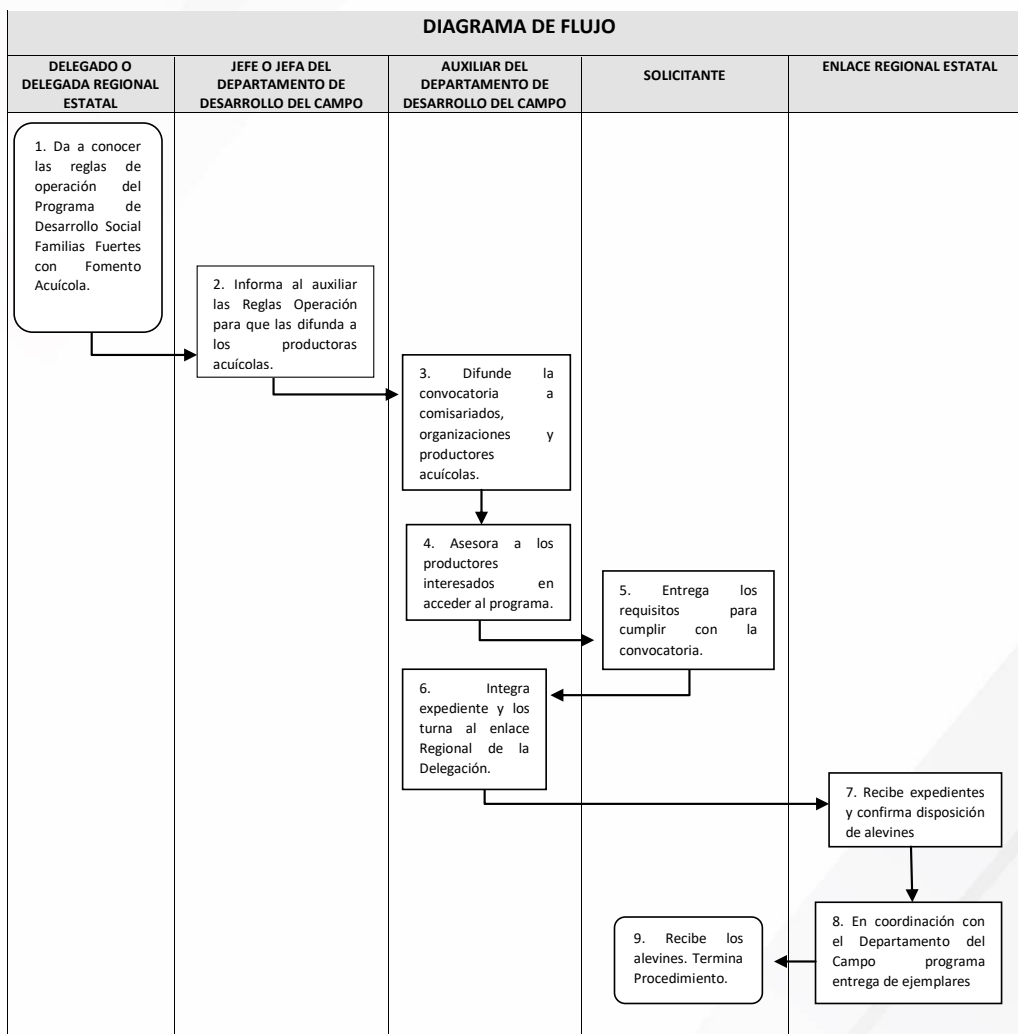 DIAGRAMA DE FLUJO
DELEGADO O
DELEGADA REGIONAL
ESTATAL
JEFE O JEFA DEL
DEPARTAMENTO DE
DESARROLLO DEL CAMPO
AUXILIAR DEL
DEPARTAMENTO DE
DESARROLLO DEL CAMPO
SOLICITANTE
ENLACE REGIONAL ESTATAL
1. Da a conocer
las reglas de
operación del
Programa de
Desarrollo Social
Familias Fuertes
con Fomento
Acuícola.
2. Informa al auxiliar
las Reglas Operación
para que las difunda a
los productoras
acuícolas.
3. Difunde la
convocatoria a
comisariados,
organizaciones y
productores
acuícolas.
4. Asesora a los
productores
interesados en
acceder al programa.
5. Entrega los
requisitos para
cumplir con la
convocatoria.
6. Integra
expediente y los
turna al enlace
Regional de la
Delegación.
7. Recibe expedientes
y confirma disposición
de alevines
8. En coordinación con
el Departamento del
Campo programa
entrega de ejemplares
9. Recibe los
alevines. Termina
Procedimiento.